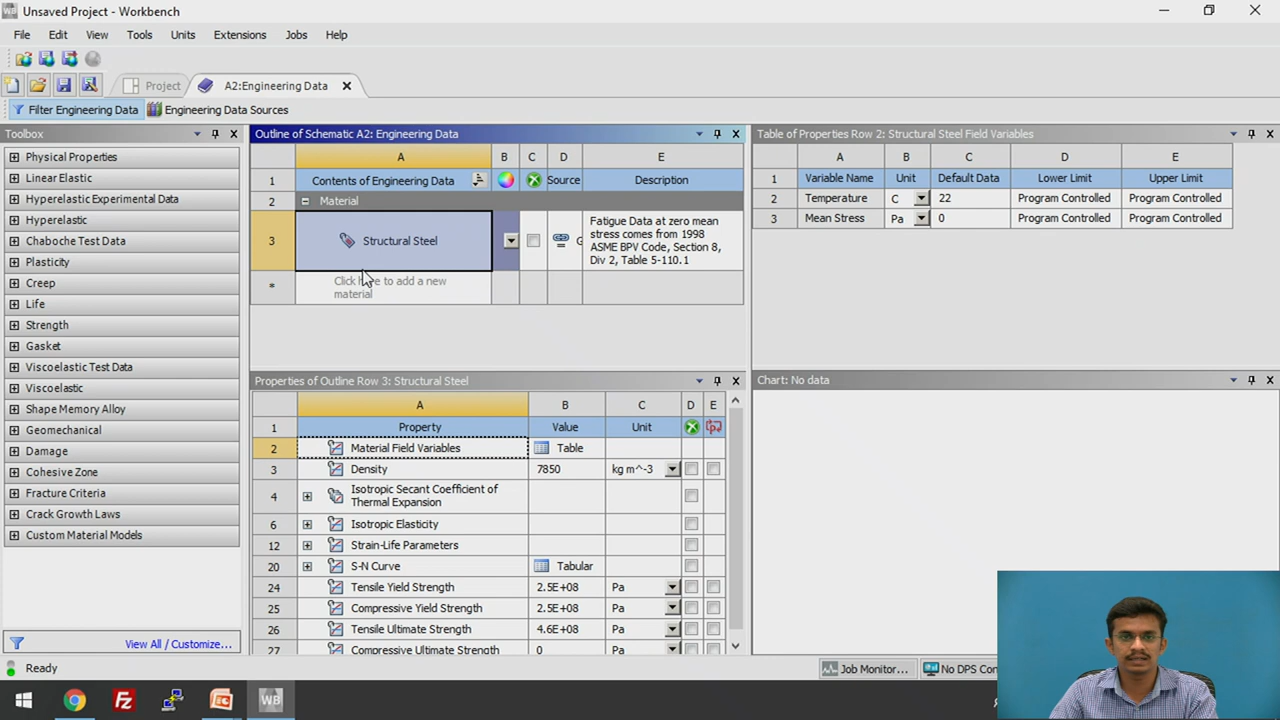 Unsaved Project - Workbench
File Edit View Tools Units Extensions Jobs Help
Project A2:Engineering Data
Filter Engineering Data Engineering Data Sources
Toolbox
Physical Properties
Linear Elastic
Hyperelastic Experimental Data
Hyperelastic
Chaboche Test Data
Plasticity
Creep
Life
Strength
Gasket
Viscoelastic Test Data
Viscoelastic
Shape Memory Alloy
Geomechanical
Damage
Cohesive Zone
Fracture Criteria
Crack Growth Laws
Custom Material Models
View All / Customize...
Outline of Schematic A2: Engineering Data
A B C D E
1 Contents of Engineering Data Source Description
2 Material
3 Structural Steel G
Fatigue Data at zero mean
stress comes from 1998
ASME BPV Code, Section 8,
Div 2, Table 5-110.1
* Click here to add a new
material
Properties of Outline Row 3: Structural Steel
A B C D E
1 Property Value Unit
2 Material Field Variables Table
3 Density 7850 kg m^-3
4 Isotropic Secant Coefficient of
Thermal Expansion
6 Isotropic Elasticity
12 Strain-Life Parameters
20 S-N Curve Tabular
24 Tensile Yield Strength 2.5E+08 Pa
25 Compressive Yield Strength 2.5E+08 Pa
26 Tensile Ultimate Strength 4.6E+08 Pa
27 Compressive Ultimate Strength 0 Pa
Table of Properties Row 2: Structural Steel Field Variables
A B C D E
1 Variable Name Unit Default Data Lower Limit Upper Limit
2 Temperature C 22 Program Controlled Program Controlled
3 Mean Stress Pa 0 Program Controlled Program Controlled
Chart: No data
Ready
Job Monitor... No DPS Con
WB